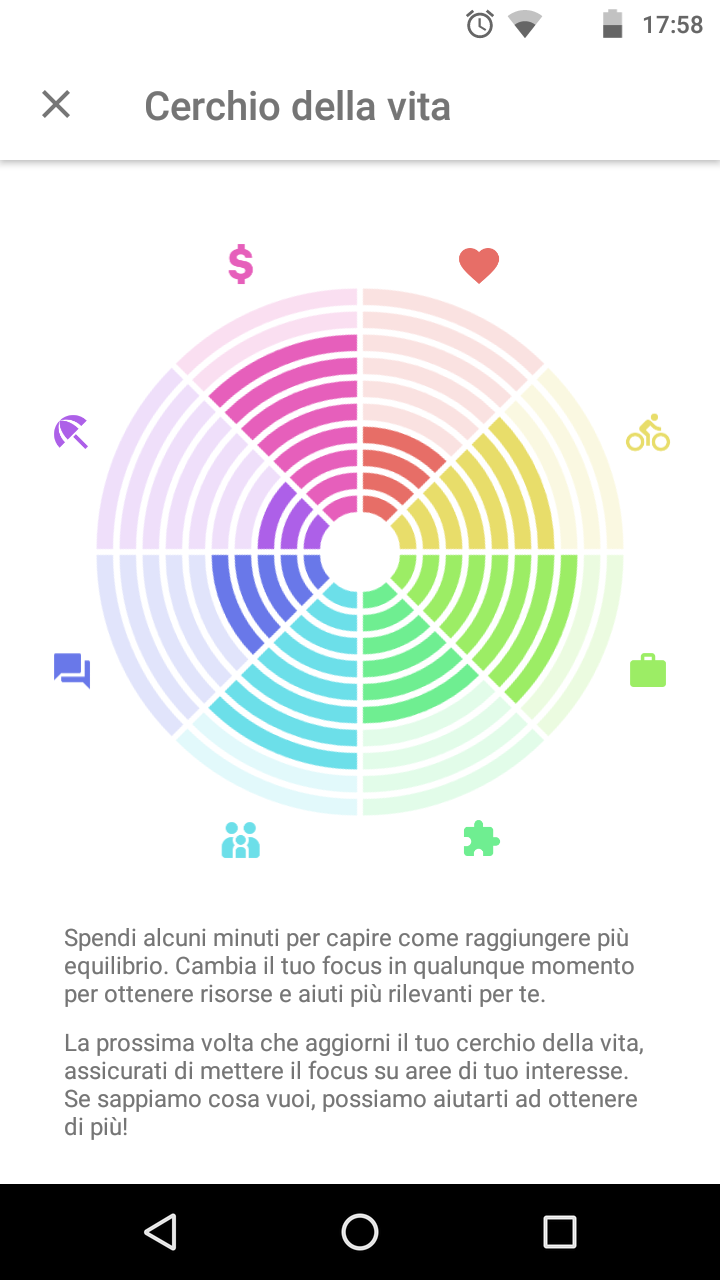 17:58
Cerchio della vita
$
Spendi alcuni minuti per capire come raggiungere più
equilibrio. Cambia il tuo focus in qualunque momento
per ottenere risorse e aiuti più rilevanti per te.
La prossima volta che aggiorni il tuo cerchio della vita,
assicurati di mettere il focus su aree di tuo interesse.
Se sappiamo cosa vuoi, possiamo aiutarti ad ottenere
di più!